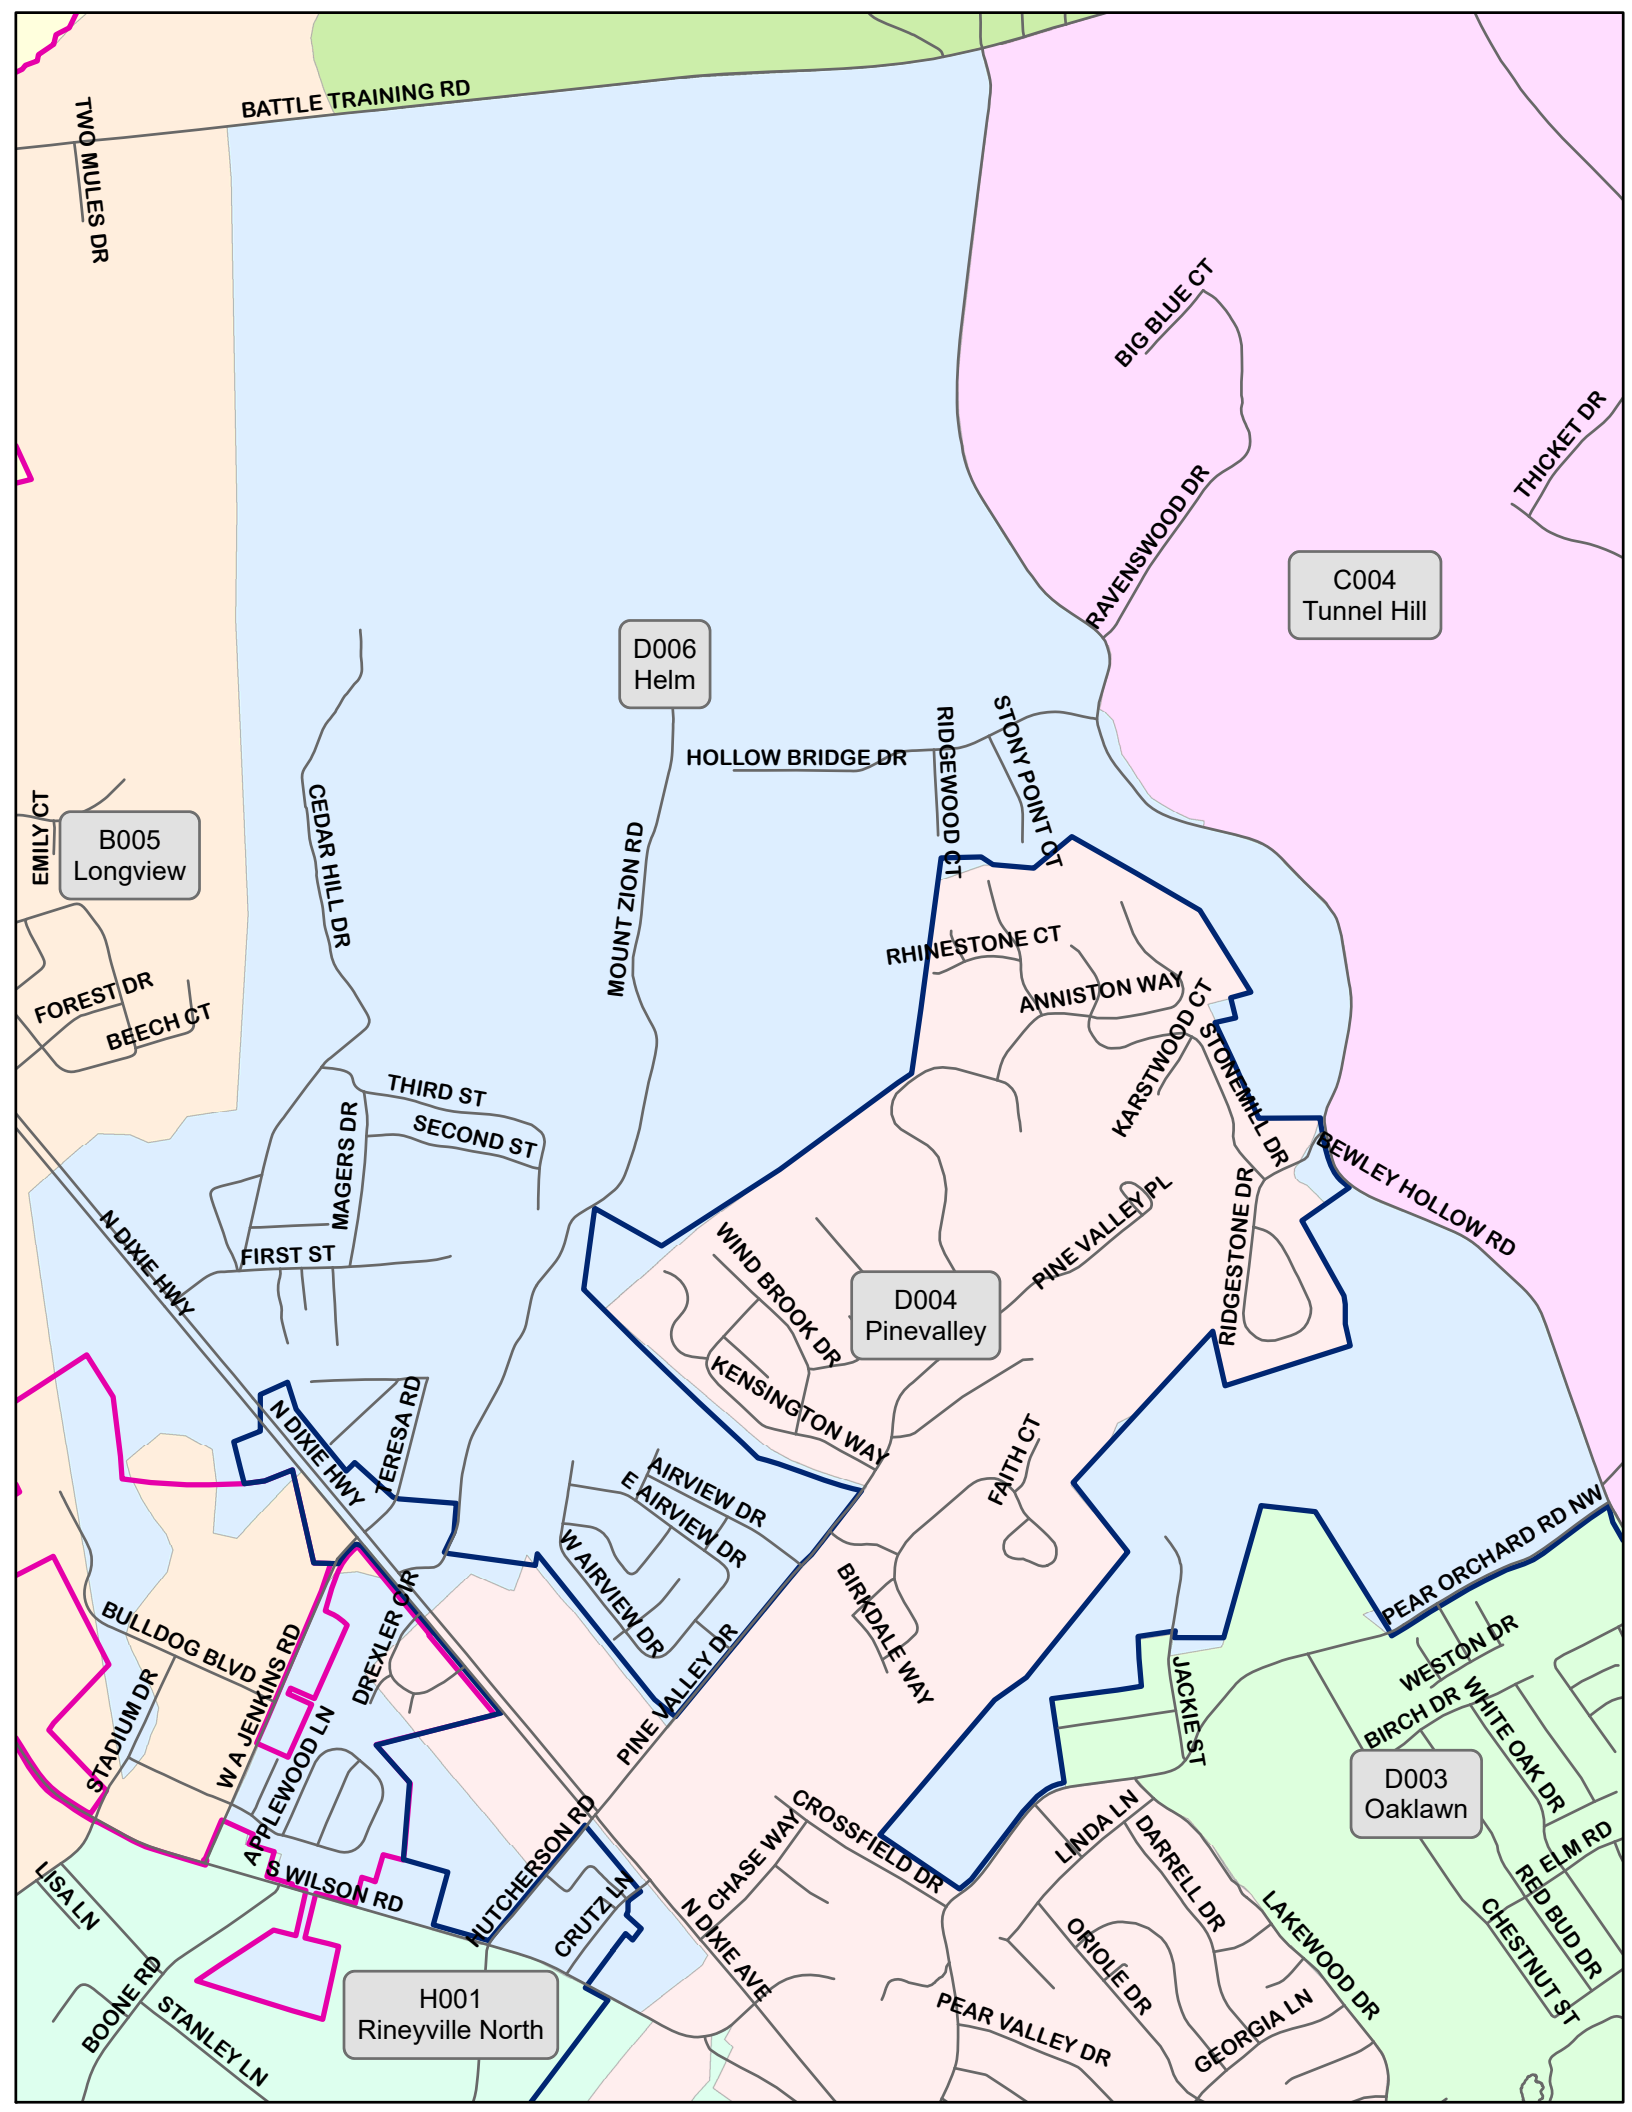 BATTLE TRAINING RD
TWO MULES DR
BIG BLUE CT
THICKET DR
RAVENSWOOD DR
C004
Tunnel Hill
D006
Helm
RIDGEWOOD CT
STONY POINT CT
HOLLOW BRIDGE DR
EMILY CT
B005
Longview
CEDAR HILL DR
MOUNT ZION RD
RHINESTONE CT
ANNISTON WAY
KARSTWOOD CT
STONEMILL DR
FOREST DR
BEECH CT
THIRD ST
SECOND ST
MAGERS DR
FIRST ST
N DIXIE HWY
BEWLEY HOLLOW RD
RIDGESTONE DR
PINE VALLEY PL
WIND BROOK DR
D004
Pinevalley
KENSINGTON WAY
N DIXIE HWY
TERESA RD
FAITH CT
AIRVIEW DR
E AIRVIEW DR
W AIRVIEW DR
BIRKDALE WAY
PEAR ORCHARD RD NW
BULLDOG BLVD
STADIUM DR
W A JENKINS RD
DREXLER CIR
APPLEWOOD LN
PINE VALLEY DR
JACKIE ST
WESTON DR
BIRCH DR
WHITE OAK DR
D003
Oaklawn
ELM RD
RED BUD DR
CHESTNUT ST
LISA LN
S WILSON RD
HUTCHERSON RD
CRUTZ LN
CHASE WAY
CROSSFIELD DR
LINDA LN
DARRELL DR
LAKEWOOD DR
ORIOLE DR
GEORGIA LN
PEAR VALLEY DR
N DIXIE AVE
BOONE RD
STANLEY LN
H001
Rineyville North